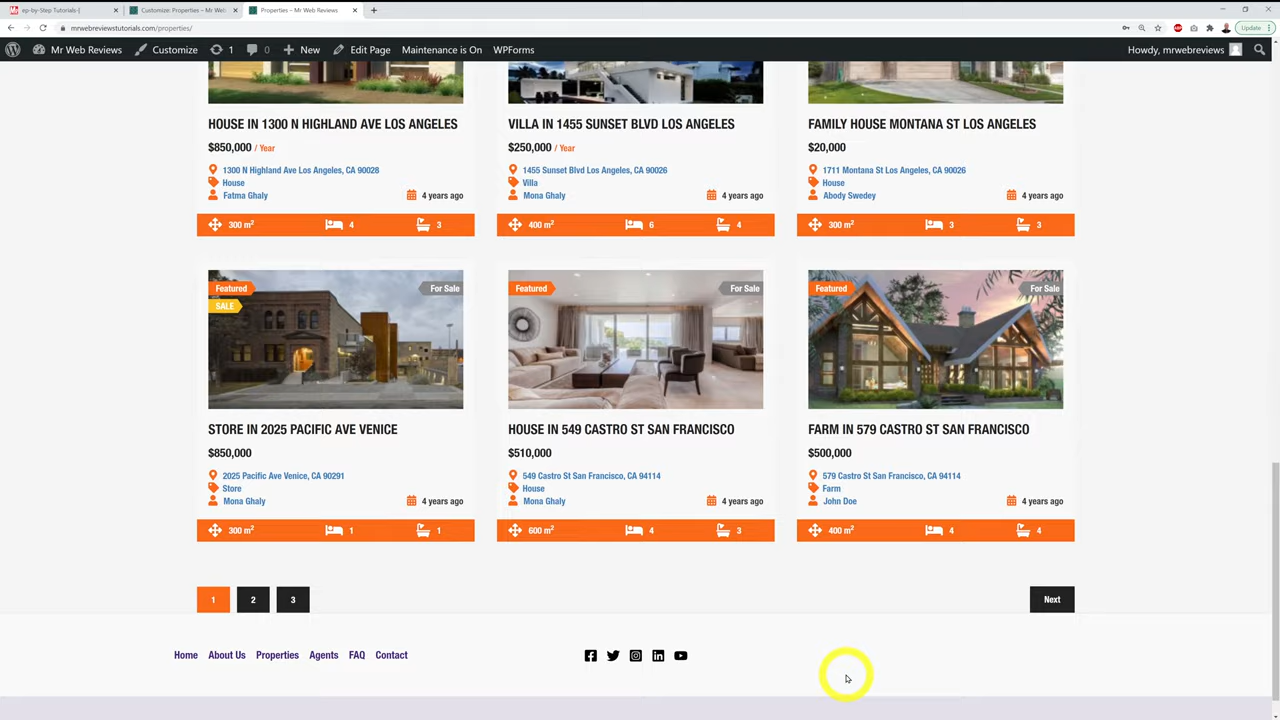 ep-by-Step Tutorials-|
Customize: Properties – Mr Web
Properties – Mr Web Reviews
mrwebreviewstutorials.com/properties/
Update
Mr Web Reviews
Customize
1
0
New
Edit Page
Maintenance is On
WPForms
Howdy, mrwebreviews
HOUSE IN 1300 N HIGHLAND AVE LOS ANGELES
$850,000 / Year
1300 N Highland Ave Los Angeles, CA 90028
House
Fatma Ghaly
4 years ago
300 m²
4
3
VILLA IN 1455 SUNSET BLVD LOS ANGELES
$250,000 / Year
1455 Sunset Blvd Los Angeles, CA 90026
Villa
Mona Ghaly
4 years ago
400 m²
6
4
FAMILY HOUSE MONTANA ST LOS ANGELES
$20,000
1711 Montana St Los Angeles, CA 90026
House
Abody Swedey
4 years ago
300 m²
3
3
Featured
For Sale
SALE
STORE IN 2025 PACIFIC AVE VENICE
$850,000
2025 Pacific Ave Venice, CA 90291
Store
Mona Ghaly
4 years ago
300 m²
1
1
Featured
For Sale
HOUSE IN 549 CASTRO ST SAN FRANCISCO
$510,000
549 Castro St San Francisco, CA 94114
House
Mona Ghaly
4 years ago
600 m²
4
3
Featured
For Sale
FARM IN 579 CASTRO ST SAN FRANCISCO
$500,000
579 Castro St San Francisco, CA 94114
Farm
John Doe
4 years ago
400 m²
4
4
1
2
3
Next
Home
About Us
Properties
Agents
FAQ
Contact